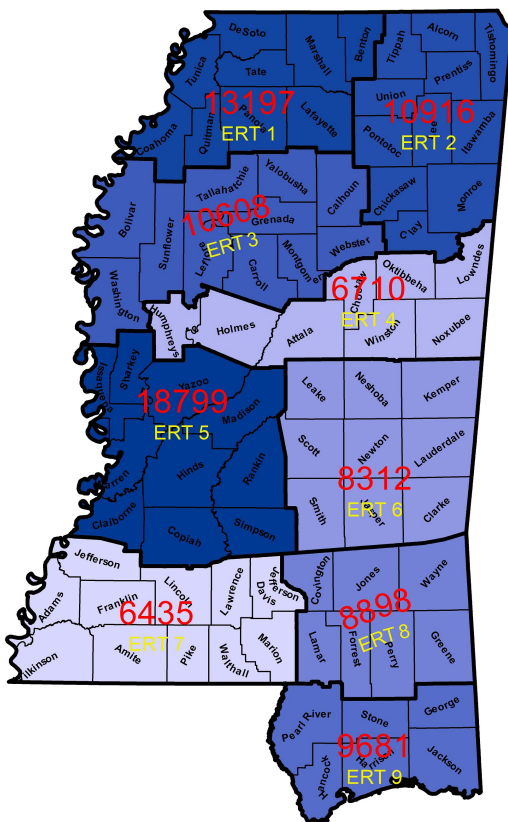 DeSoto
Marshall
Benton
Tippah
Alcorn
Tishomingo
Tunica
Tate
Prentiss
Union
13197
10916
ERT 1
ERT 2
Coahoma
Quitman
Panola
Lafayette
Pontotoc
Lee
Itawamba
Tallahatchie
Yalobusha
Calhoun
Chickasaw
Monroe
Bolivar
Sunflower
10608
Grenada
ERT 3
Clay
Leflore
Carroll
Montgomery
Webster
Washington
Choctaw
Oktibbeha
Lowndes
6710
ERT 4
Humphreys
Holmes
Attala
Winston
Noxubee
Sharkey
Issaquena
Yazoo
Madison
18799
ERT 5
Leake
Neshoba
Kemper
Scott
Newton
Lauderdale
Warren
Hinds
Rankin
8312
ERT 6
Smith
Jasper
Clarke
Claiborne
Copiah
Simpson
Jefferson
Lincoln
Lawrence
Jefferson
Davis
Covington
Jones
Wayne
Adams
Franklin
6435
ERT 7
8898
ERT 8
Wilkinson
Amite
Pike
Walthall
Marion
Lamar
Forrest
Perry
Greene
Pearl River
Stone
George
9681
ERT 9
Hancock
Harrison
Jackson